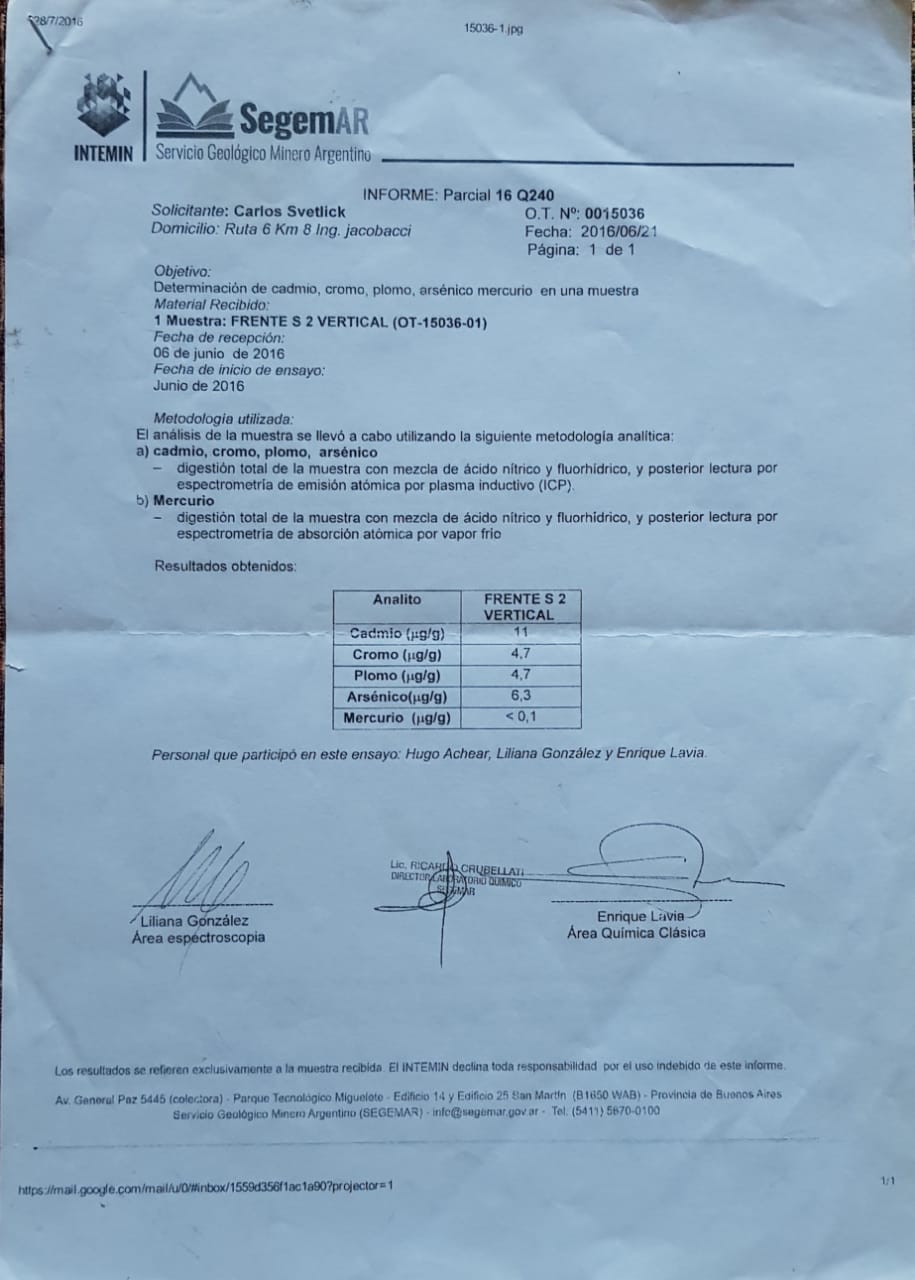 28/7/2016
15036-1.jpg
INTEMIN
SegemAR
Servicio Geológico Minero Argentino
INFORME: Parcial 16 Q240
Solicitante: Carlos Svetlick
O.T. Nº: 0015036
Domicilio: Ruta 6 Km 8 Ing. jacobacci
Fecha: 2016/06/21
Página: 1 de 1
Objetivo:
Determinación de cadmio, cromo, plomo, arsénico mercurio en una muestra
Material Recibido:
1 Muestra: FRENTE S 2 VERTICAL (OT-15036-01)
Fecha de recepción:
06 de junio de 2016
Fecha de inicio de ensayo:
Junio de 2016
Metodología utilizada:
El análisis de la muestra se llevó a cabo utilizando la siguiente metodología analítica:
a) cadmio, cromo, plomo, arsénico
– digestión total de la muestra con mezcla de ácido nítrico y fluorhídrico, y posterior lectura por
espectrometría de emisión atómica por plasma inductivo (ICP).
b) Mercurio
– digestión total de la muestra con mezcla de ácido nítrico y fluorhídrico, y posterior lectura por
espectrometría de absorción atómica por vapor frio
Resultados obtenidos:
Analito FRENTE S 2
VERTICAL
Cadmio (µg/g) 11
Cromo (µg/g) 4,7
Plomo (µg/g) 4,7
Arsénico(µg/g) 6,3
Mercurio (µg/g) < 0,1
Personal que participó en este ensayo: Hugo Achear, Liliana González y Enrique Lavia.
Lic. RICARDO CRUBELLATI
DIRECTOR LABORATORIO QUIMICO
SEGEMAR
Liliana González
Área espectroscopia
Enrique Lavia
Área Química Clásica
Los resultados se refieren exclusivamente a la muestra recibida. El INTEMIN declina toda responsabilidad por el uso indebido de este informe.
Av. General Paz 5445 (colectora) - Parque Tecnológico Miguelete - Edificio 14 y Edificio 25 San Martín (B1650 WAB) - Provincia de Buenos Aires
Servicio Geológico Minero Argentino (SEGEMAR) - info@segemar.gov.ar - Tel. (5411) 5670-0100
https://mail.google.com/mail/u/0/#inbox/1559d356f1ac1a90?projector=1
1/1